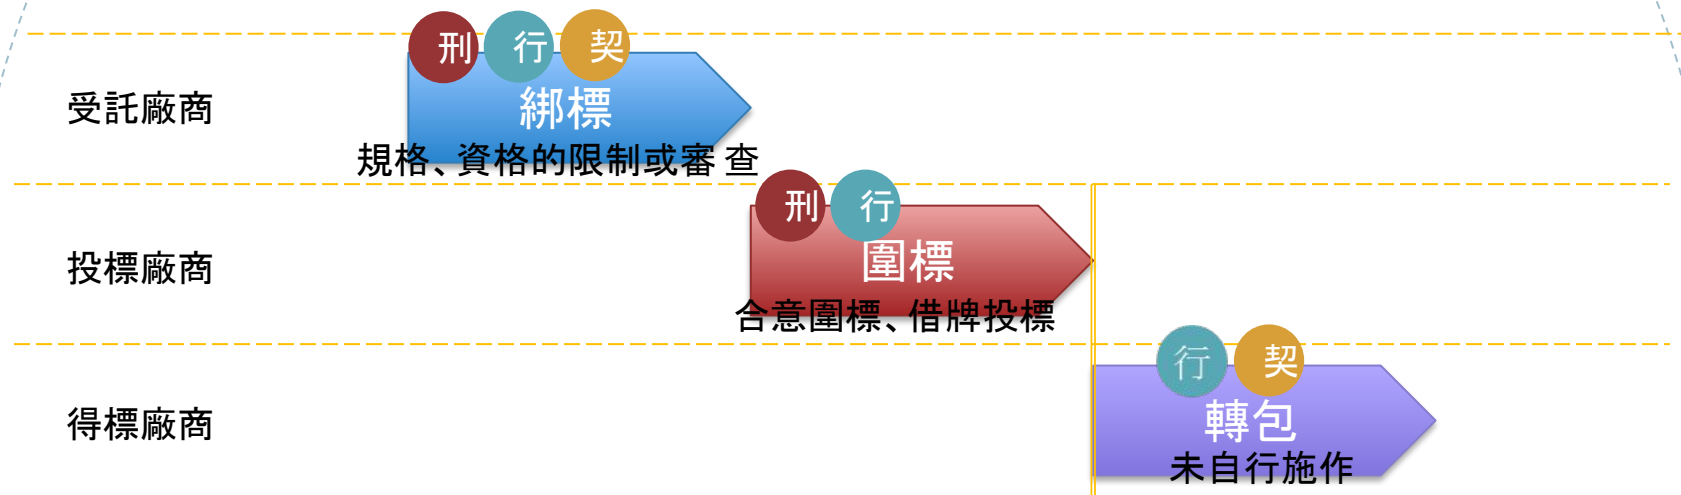 刑 行 契
受託廠商
綁標
規格、資格的限制或審 查
刑 行
投標廠商
圍標
合意圍標、借牌投標
行 契
得標廠商
轉包
未自行施作